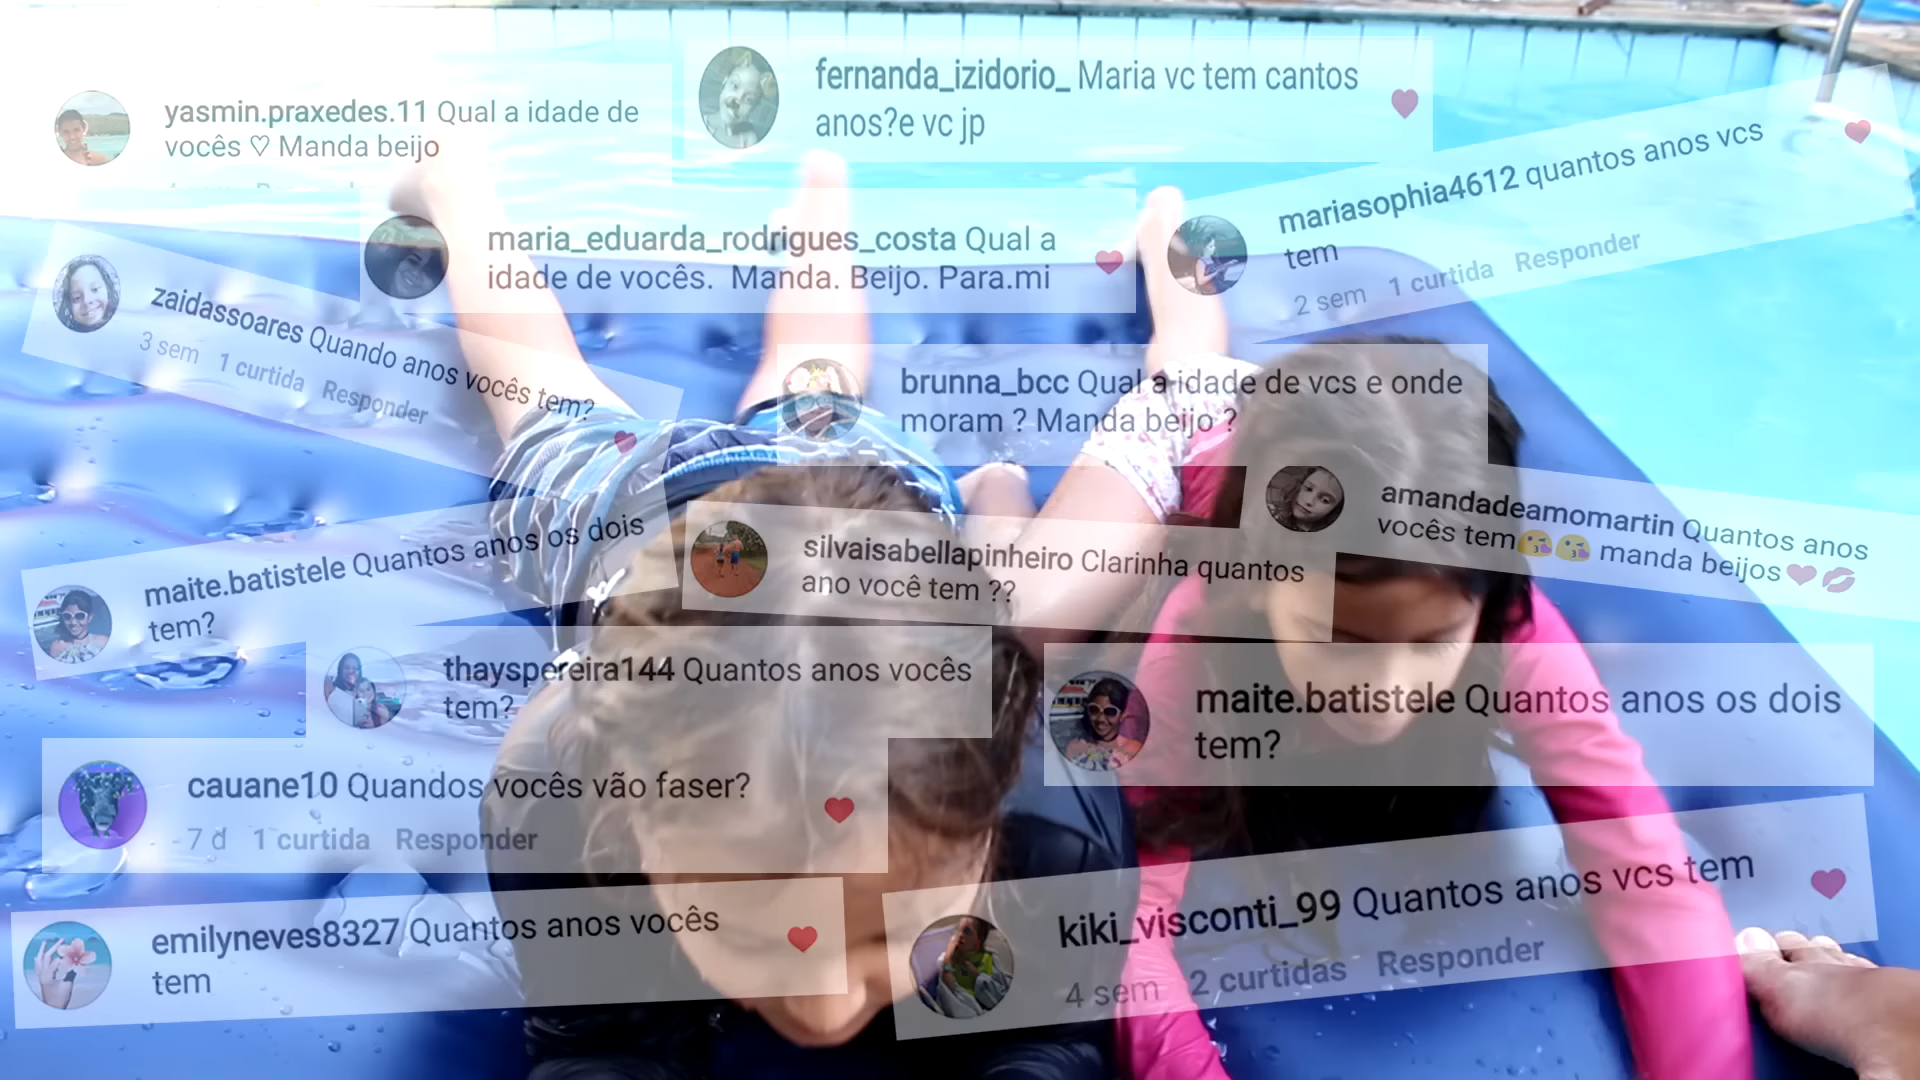 yasmin.praxedes.11 Qual a idade de
vocês ♡ Manda beijo
fernanda_izidorio_ Maria vc tem cantos
anos?e vc jp
mariasophia4612 quantos anos vcs
tem
2 sem 1 curtida Responder
maria_eduarda_rodrigues_costa Qual a
idade de vocês. Manda. Beijo. Para.mi
zaidassoares Quando anos vocês tem?
3 sem 1 curtida Responder
brunna_bcc Qual a idade de vcs e onde
moram ? Manda beijo ?
amandadeamomartin Quantos anos
vocês tem😘😘 manda beijos❤💋
maite.batistele Quantos anos os dois
tem?
silvaisabellapinheiro Clarinha quantos
ano você tem ??
thayspereira144 Quantos anos vocês
tem?
maite.batistele Quantos anos os dois
tem?
cauane10 Quandos vocês vão faser?
7 d 1 curtida Responder
emilyneves8327 Quantos anos vocês
tem
kiki_visconti_99 Quantos anos vcs tem
4 sem 2 curtidas Responder